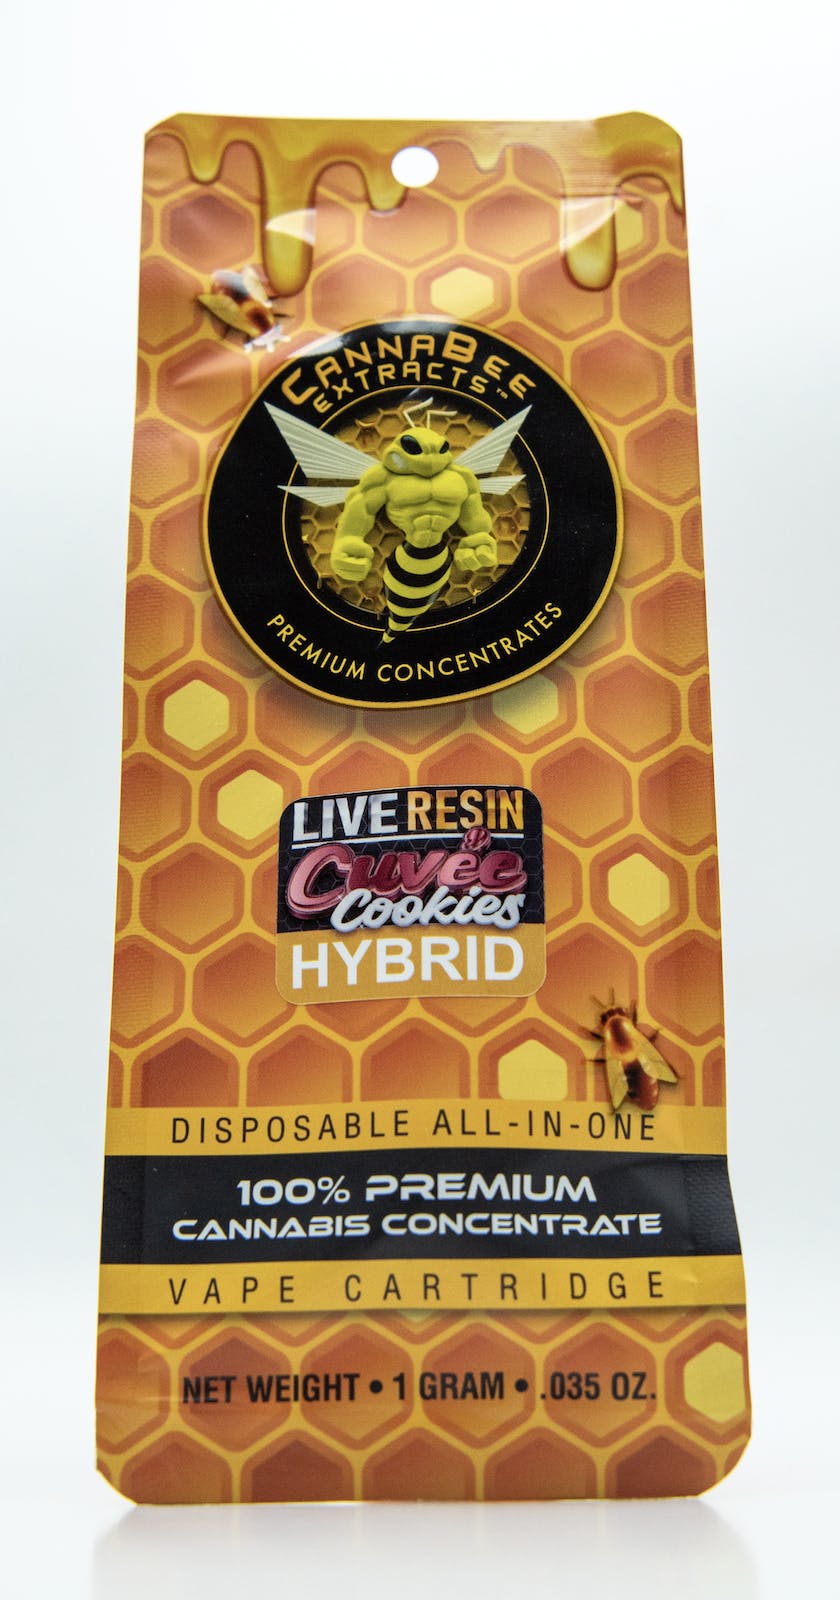 CANNABEE
EXTRACTS™
PREMIUM CONCENTRATES
LIVE RESIN
Cuvée
Cookies
HYBRID
DISPOSABLE ALL-IN-ONE
100% PREMIUM
CANNABIS CONCENTRATE
VAPE CARTRIDGE
NET WEIGHT • 1 GRAM • .035 OZ.